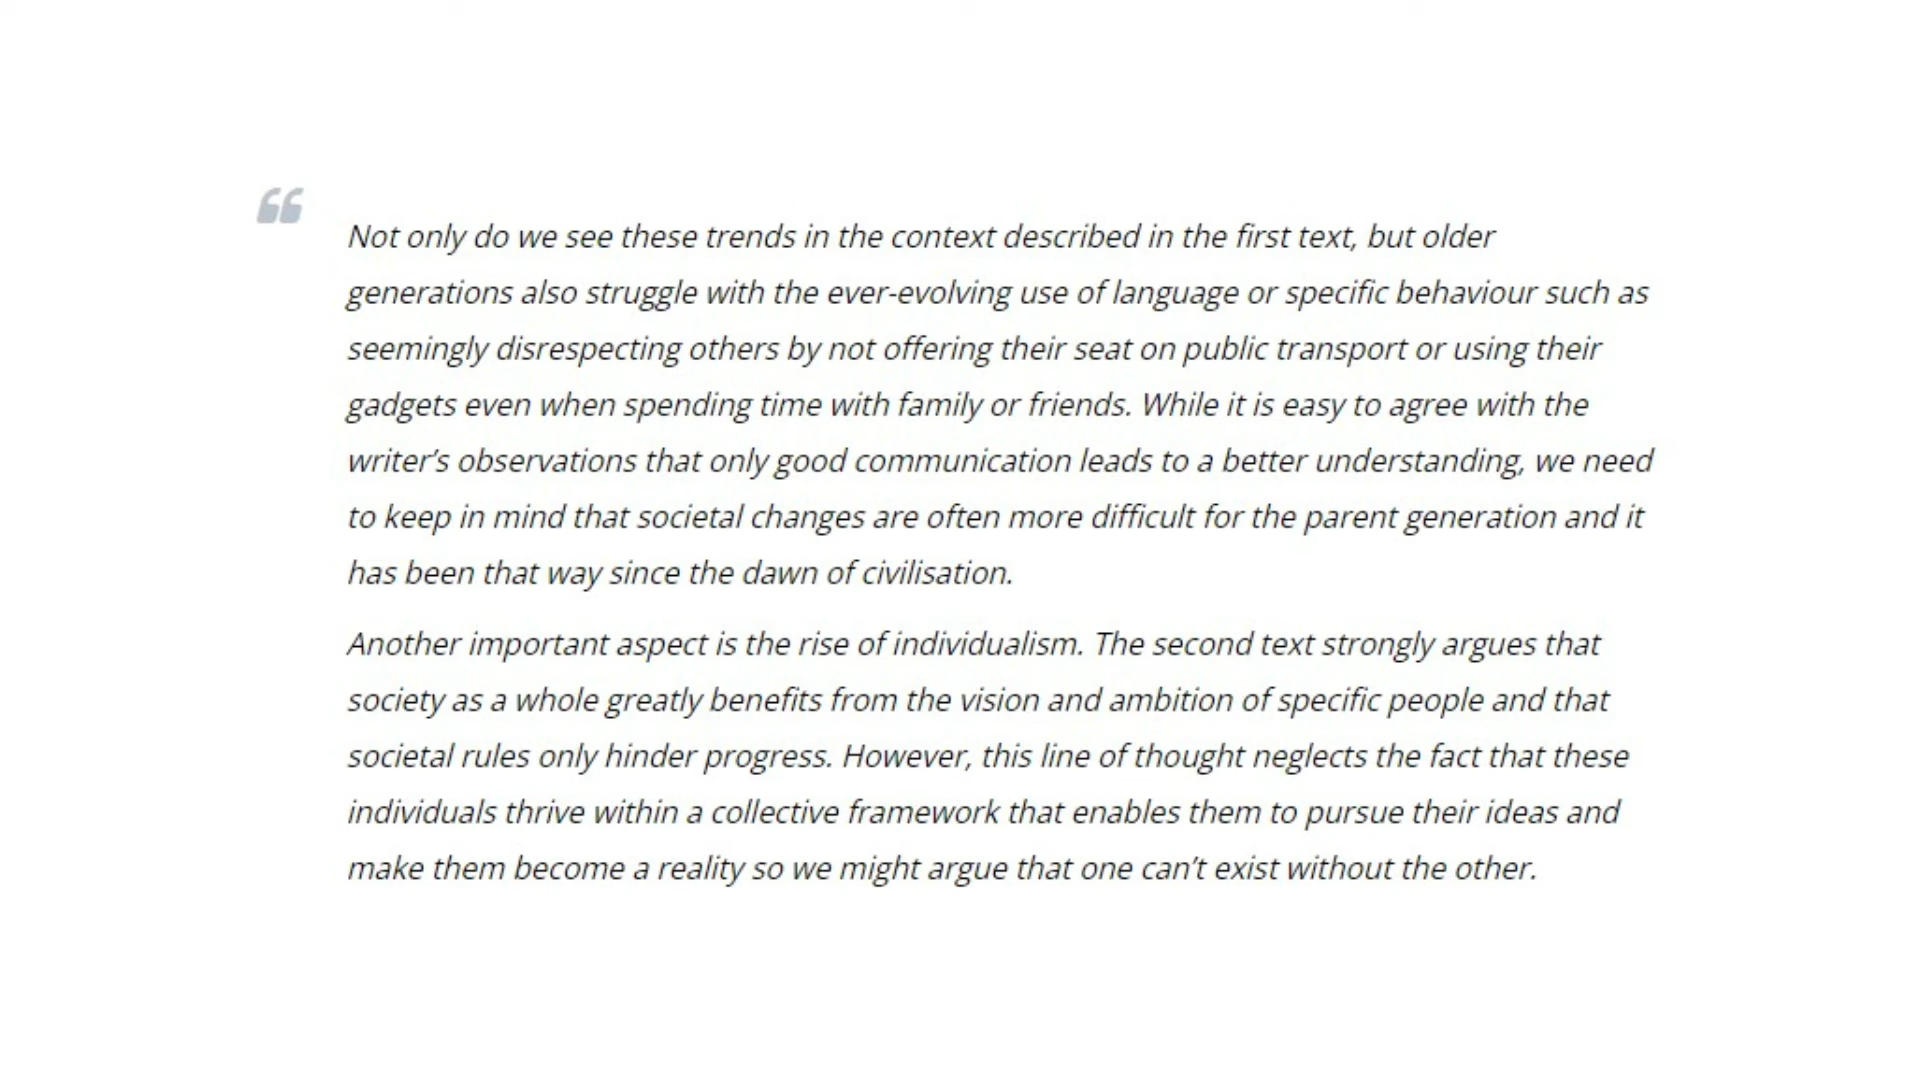 “
Not only do we see these trends in the context described in the first text, but older
generations also struggle with the ever-evolving use of language or specific behaviour such as
seemingly disrespecting others by not offering their seat on public transport or using their
gadgets even when spending time with family or friends. While it is easy to agree with the
writer’s observations that only good communication leads to a better understanding, we need
to keep in mind that societal changes are often more difficult for the parent generation and it
has been that way since the dawn of civilisation.
Another important aspect is the rise of individualism. The second text strongly argues that
society as a whole greatly benefits from the vision and ambition of specific people and that
societal rules only hinder progress. However, this line of thought neglects the fact that these
individuals thrive within a collective framework that enables them to pursue their ideas and
make them become a reality so we might argue that one can’t exist without the other.